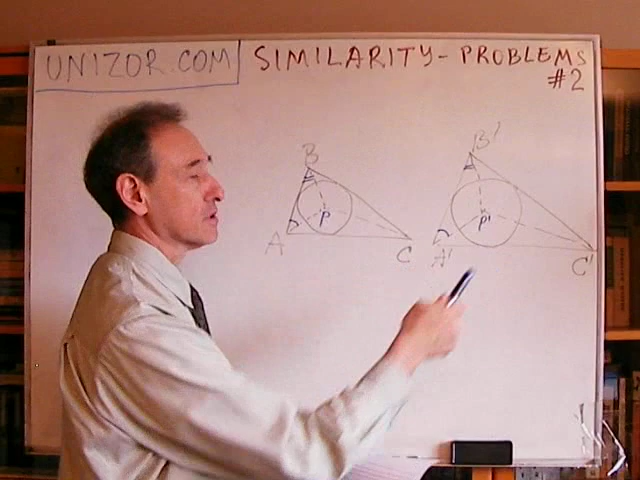 UNIZOR.COM
SIMILARITY - PROBLEMS
#2
B
B'
P
P'
A
C
A'
C'